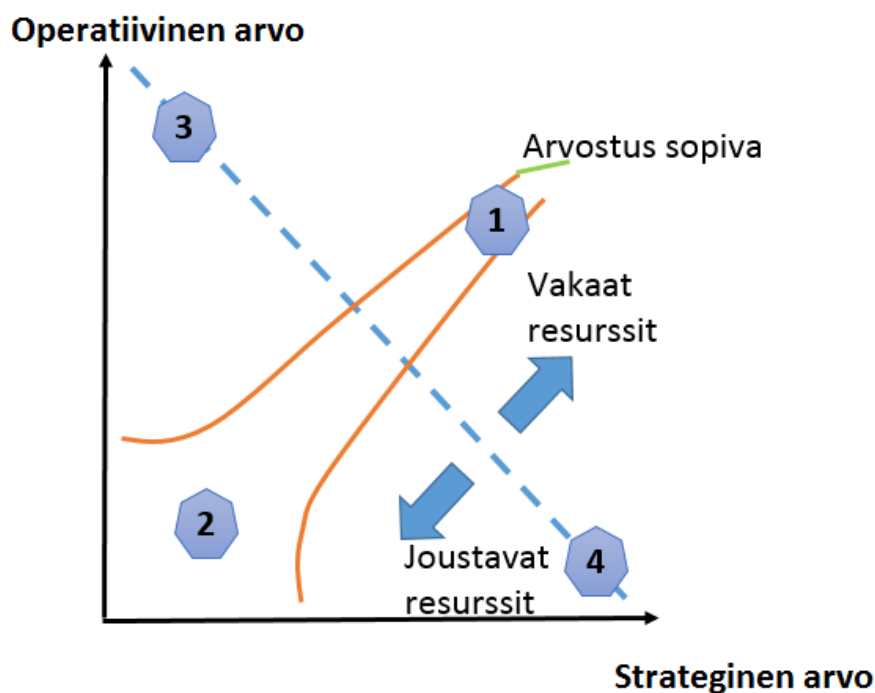 Operatiivinen arvo
3
Arvostus sopiva
1
Vakaat
resurssit
2
Joustavat
resurssit
4
Strateginen arvo